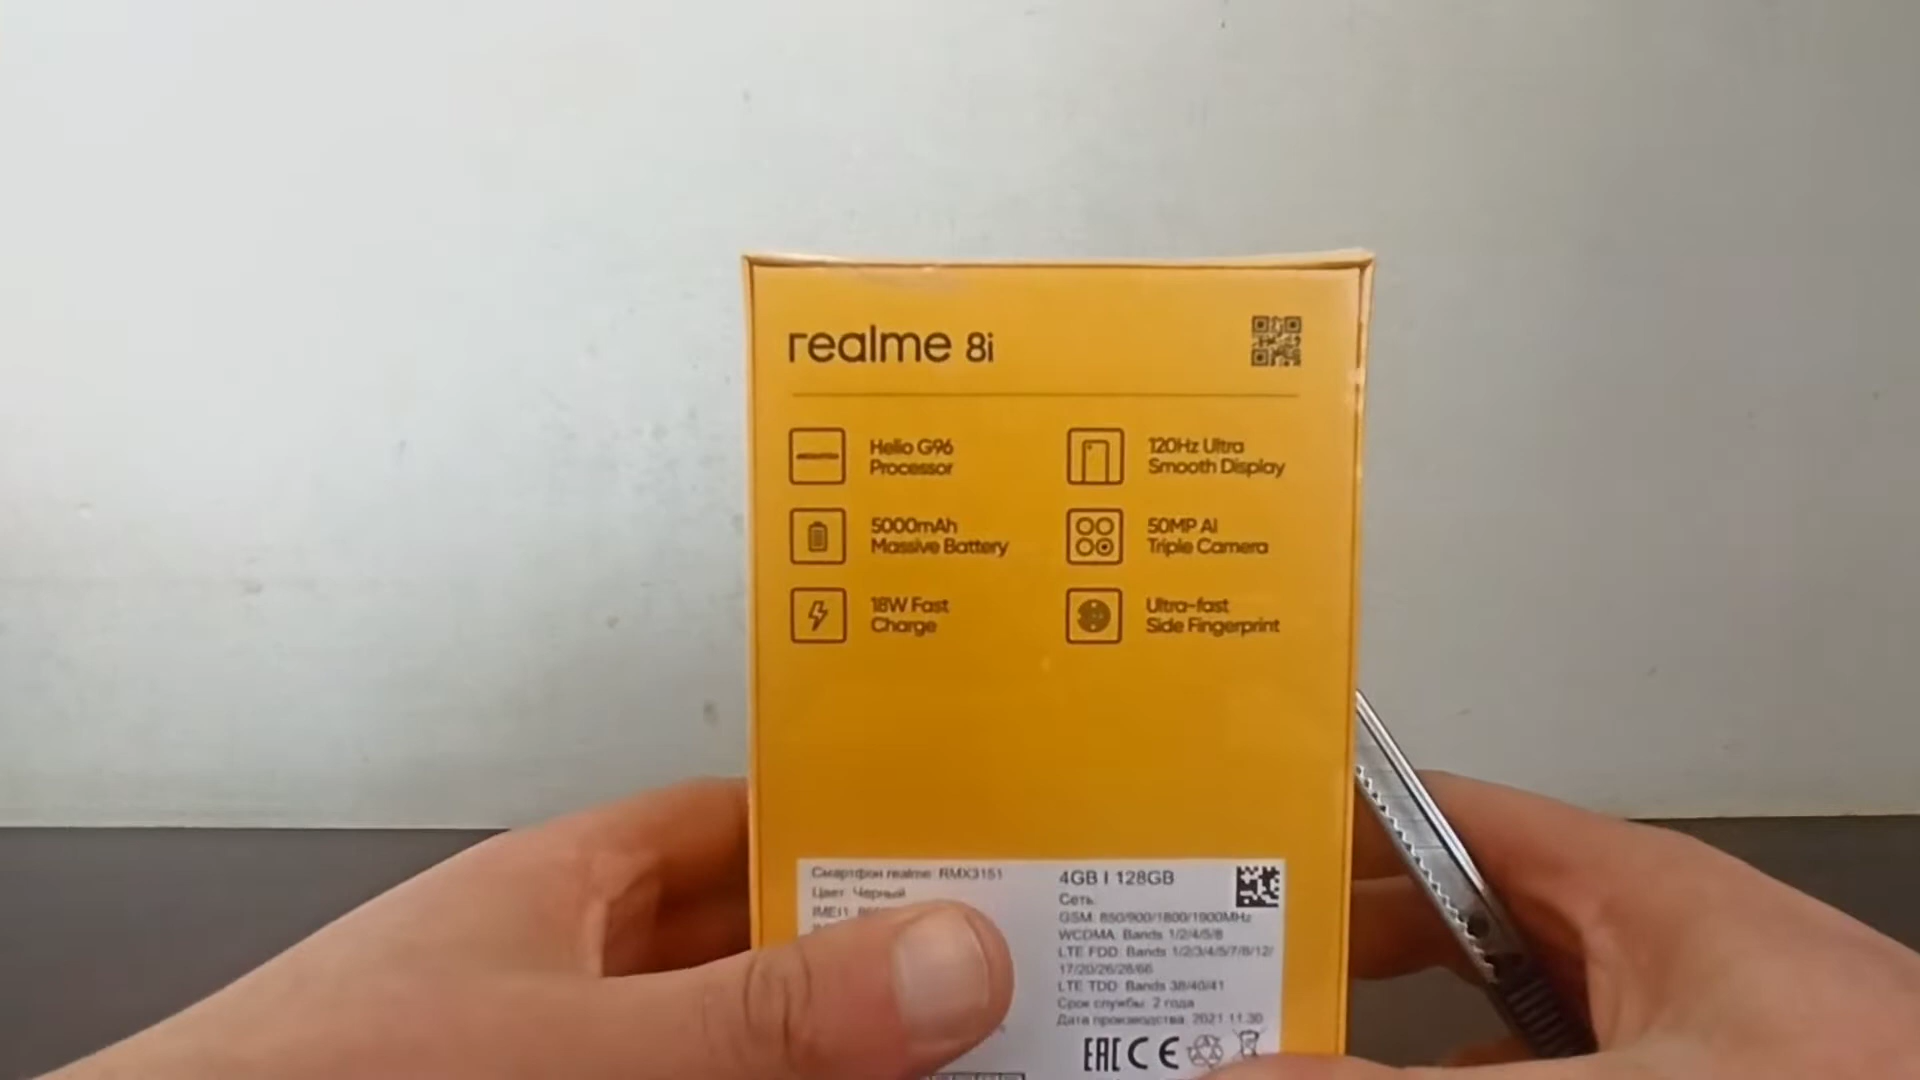 realme 8i
Helio G96
Processor
120Hz Ultra
Smooth Display
5000mAh
Massive Battery
50MP AI
Triple Camera
18W Fast
Charge
Ultra-fast
Side Fingerprint
Смартфон realme: RMX3151
Цвет: Черный
IMEI1:
4GB | 128GB
Сеть:
GSM: 850/900/1800/1900MHz
WCDMA: Bands 1/2/4/5/8
LTE FDD: Bands 1/2/3/4/5/7/8/12/
17/20/26/28/66
LTE TDD: Bands 38/40/41
Срок службы: 2 года
Дата производства: 2021.11.30
EAC CE